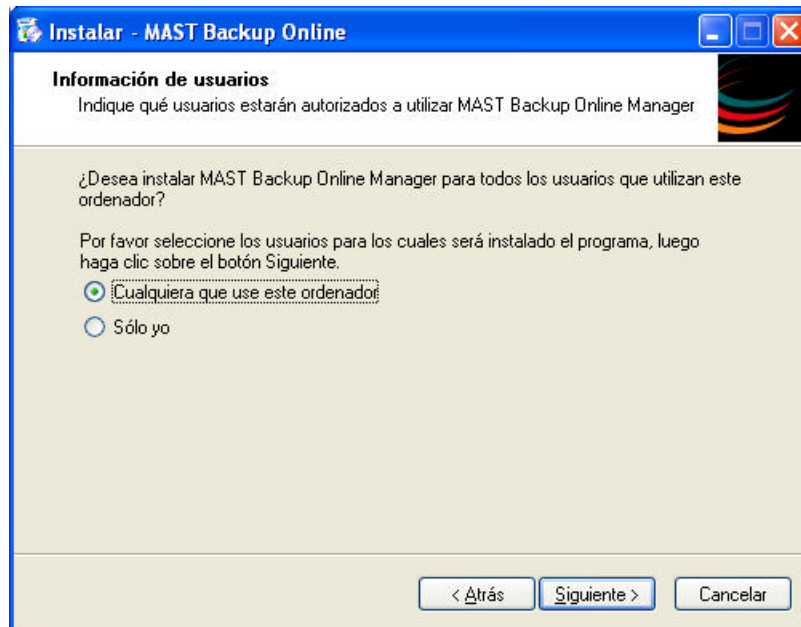 Instalar - MAST Backup Online
Información de usuarios
Indique qué usuarios estarán autorizados a utilizar MAST Backup Online Manager
¿Desea instalar MAST Backup Online Manager para todos los usuarios que utilizan este
ordenador?
Por favor seleccione los usuarios para los cuales será instalado el programa, luego
haga clic sobre el botón Siguiente.
Cualquiera que use este ordenador
Sólo yo
< Atrás
Siguiente >
Cancelar